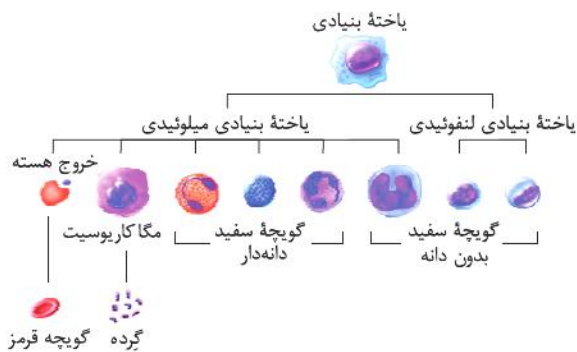 یاختهٔ بنیادی
یاختهٔ بنیادی لنفوئیدی
یاختهٔ بنیادی میلوئیدی
خروج هسته
مگاکاریوسیت
گویچهٔ سفید
دانه‌دار
گویچهٔ سفید
بدون دانه
گویچه قرمز
گِرده